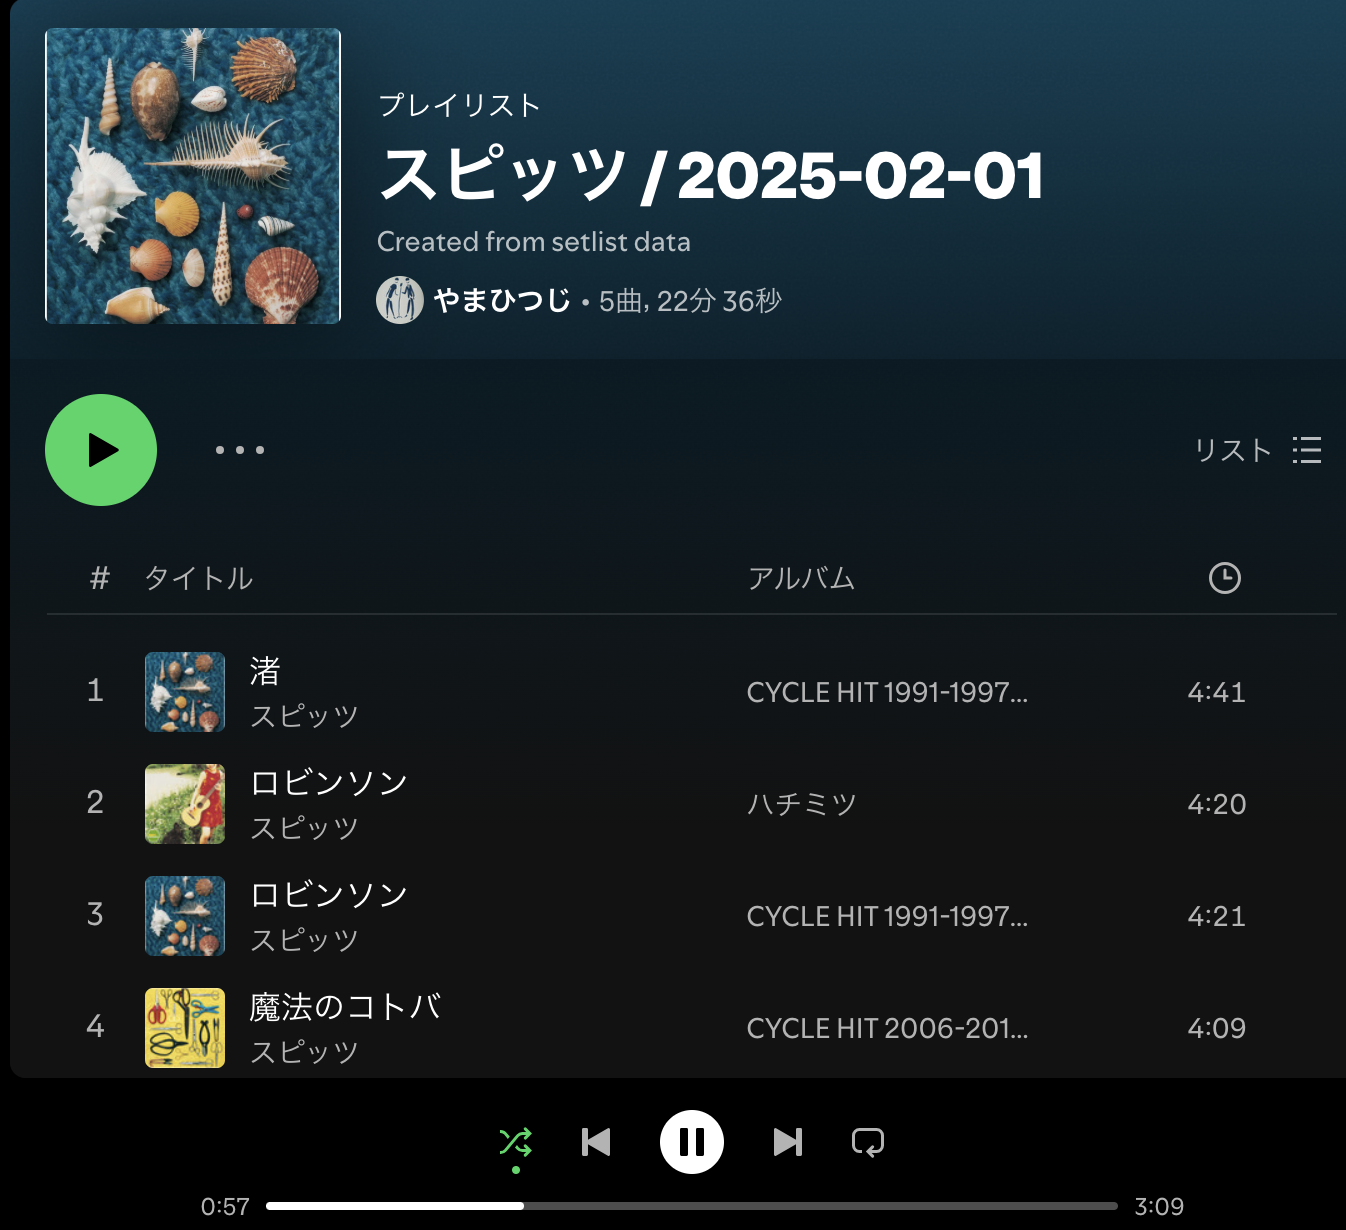 プレイリスト
スピッツ / 2025-02-01
Created from setlist data
やまひつじ • 5曲, 22分 36秒
リスト
# タイトル アルバム
1 渚 CYCLE HIT 1991-1997... 4:41
スピッツ
2 ロビンソン ハチミツ 4:20
スピッツ
3 ロビンソン CYCLE HIT 1991-1997... 4:21
スピッツ
4 魔法のコトバ CYCLE HIT 2006-201... 4:09
スピッツ
0:57 3:09